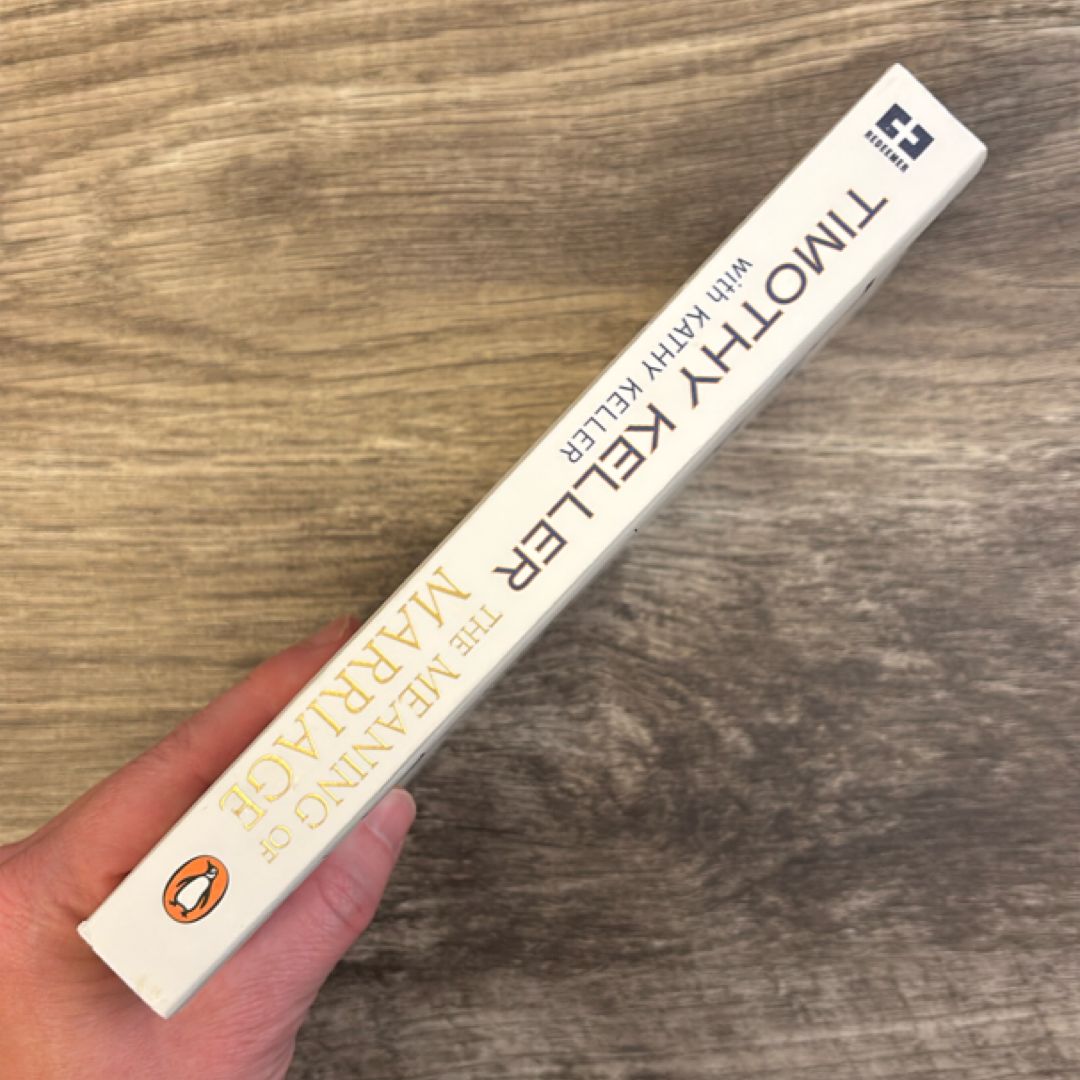 REDEEMER
TIMOTHY KELLER
with KATHY KELLER
THE MEANING OF
MARRIAGE